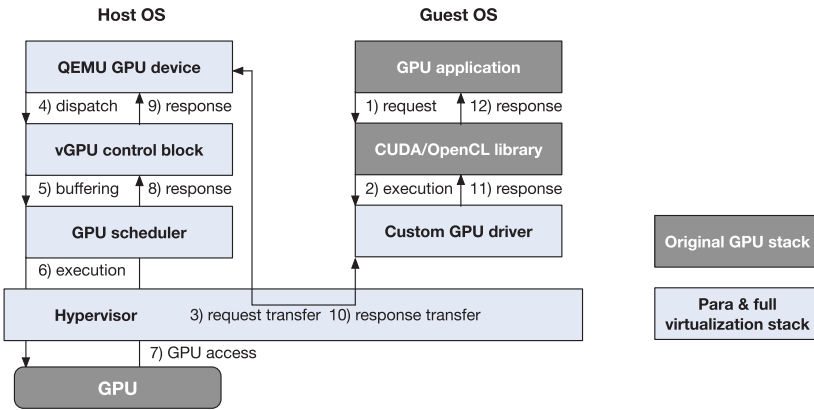 Host OS
Guest OS
QEMU GPU device
GPU application
4) dispatch
9) response
1) request
12) response
vGPU control block
CUDA/OpenCL library
5) buffering
8) response
2) execution
11) response
GPU scheduler
Custom GPU driver
Original GPU stack
6) execution
Hypervisor
3) request transfer 10) response transfer
Para & full
virtualization stack
7) GPU access
GPU